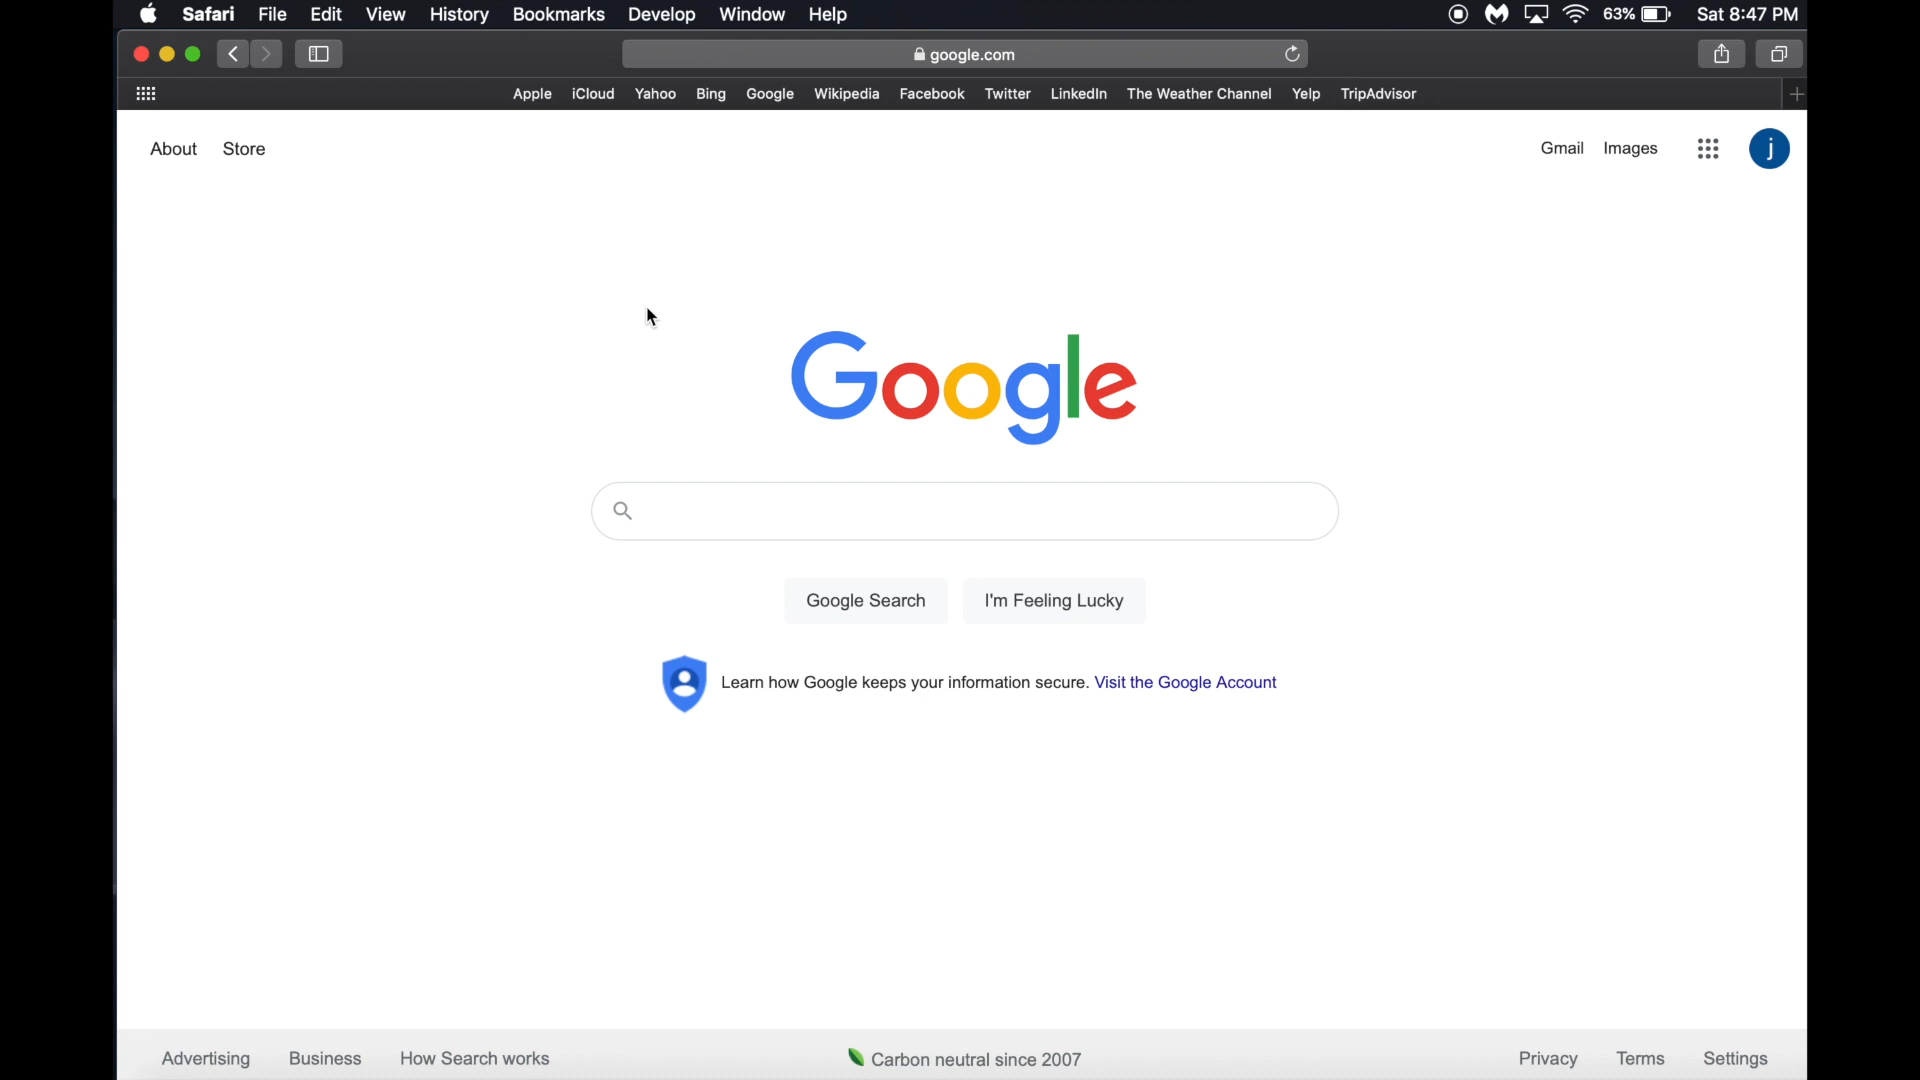 Safari File Edit View History Bookmarks Develop Window Help 63% Sat 8:47 PM
google.com
Apple iCloud Yahoo Bing Google Wikipedia Facebook Twitter LinkedIn The Weather Channel Yelp TripAdvisor
About Store Gmail Images j
Google
Google Search I'm Feeling Lucky
Learn how Google keeps your information secure. Visit the Google Account
Advertising Business How Search works Carbon neutral since 2007 Privacy Terms Settings